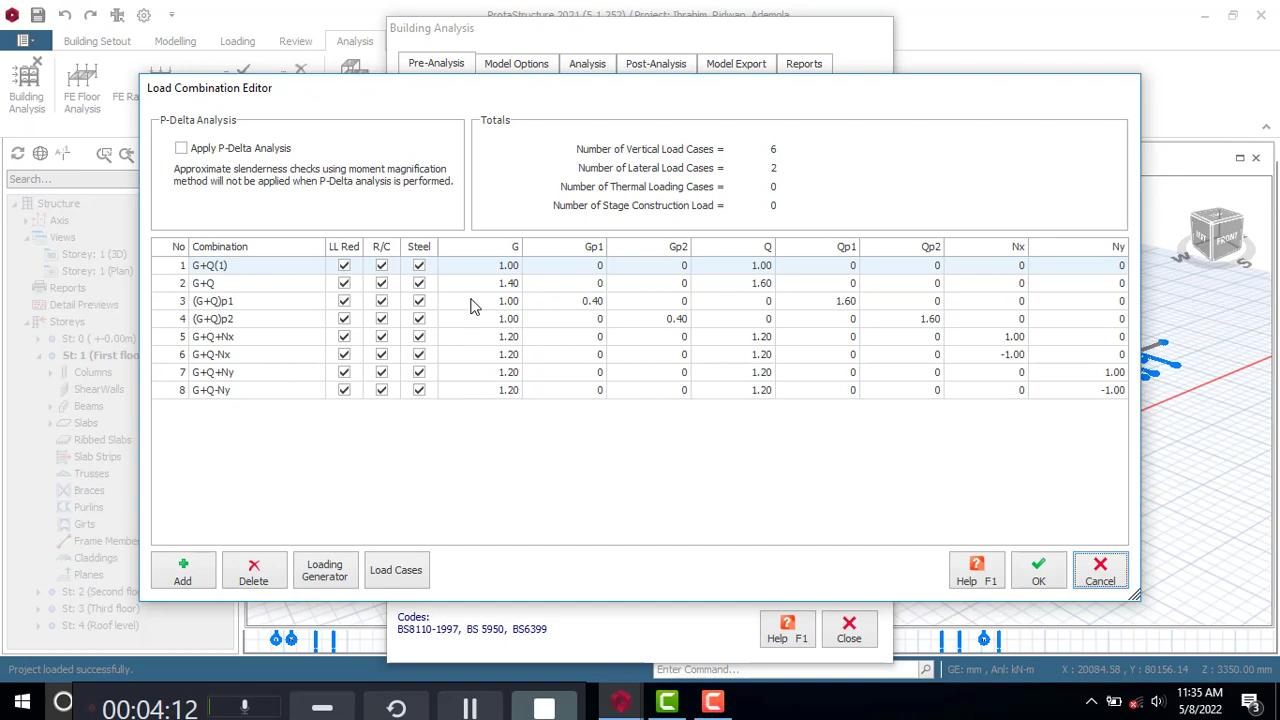 ProtaStructure 2021 (5.1.252) / Project: Ibrahim, Ridwan, Ademola
Building Setout
Modelling
Loading
Review
Analysis
Building Analysis
Building
Analysis
FE Floor
Analysis
FE Ra
Pre-Analysis
Model Options
Analysis
Post-Analysis
Model Export
Reports
Load Combination Editor
P-Delta Analysis
Apply P-Delta Analysis
Approximate slenderness checks using moment magnification
method will not be applied when P-Delta analysis is performed.
Totals
Number of Vertical Load Cases = 6
Number of Lateral Load Cases = 2
Number of Thermal Loading Cases = 0
Number of Stage Construction Load = 0
No Combination LL Red R/C Steel G Gp1 Gp2 Q Qp1 Qp2 Nx Ny
1 G+Q(1) 1.00 0 0 1.00 0 0 0 0
2 G+Q 1.40 0 0 1.60 0 0 0 0
3 (G+Q)p1 1.00 0.40 0 0 1.60 0 0 0
4 (G+Q)p2 1.00 0 0.40 0 0 1.60 0 0
5 G+Q+Nx 1.20 0 0 1.20 0 0 1.00 0
6 G+Q-Nx 1.20 0 0 1.20 0 0 -1.00 0
7 G+Q+Ny 1.20 0 0 1.20 0 0 0 1.00
8 G+Q-Ny 1.20 0 0 1.20 0 0 0 -1.00
Add
Delete
Loading
Generator
Load Cases
Help F1
OK
Cancel
Search...
Structure
Axis
Views
Storey: 1 (3D)
Storey: 1 (Plan)
Reports
Detail Previews
Storeys
St: 0 ( +-0.00m)
St: 1 (First floor
Columns
ShearWalls
Beams
Slabs
Ribbed Slabs
Slab Strips
Trusses
Braces
Purlins
Girts
Frame Membe
Claddings
Planes
St: 2 (Second f
St: 3 (Third floor)
St: 4 (Roof level)
FRONT
S
Codes:
BS8110-1997, BS 5950, BS6399
Help F1
Close
Project loaded successfully.
Enter Command...
GE: mm, Anl: kN-m
X : 20084.58 , Y : 80156.14
Z : 3350.00 mm
00:04:12
11:35 AM
5/8/2022
3